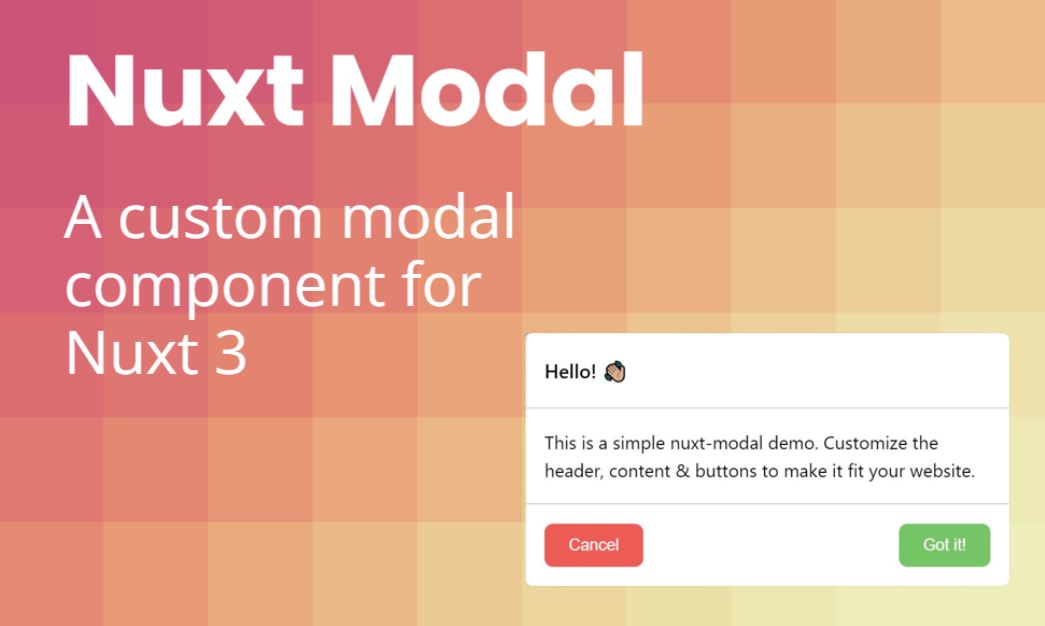 Nuxt Modal
A custom modal
component for
Nuxt 3
Hello! 👋🏽
This is a simple nuxt-modal demo. Customize the
header, content & buttons to make it fit your website.
Cancel
Got it!